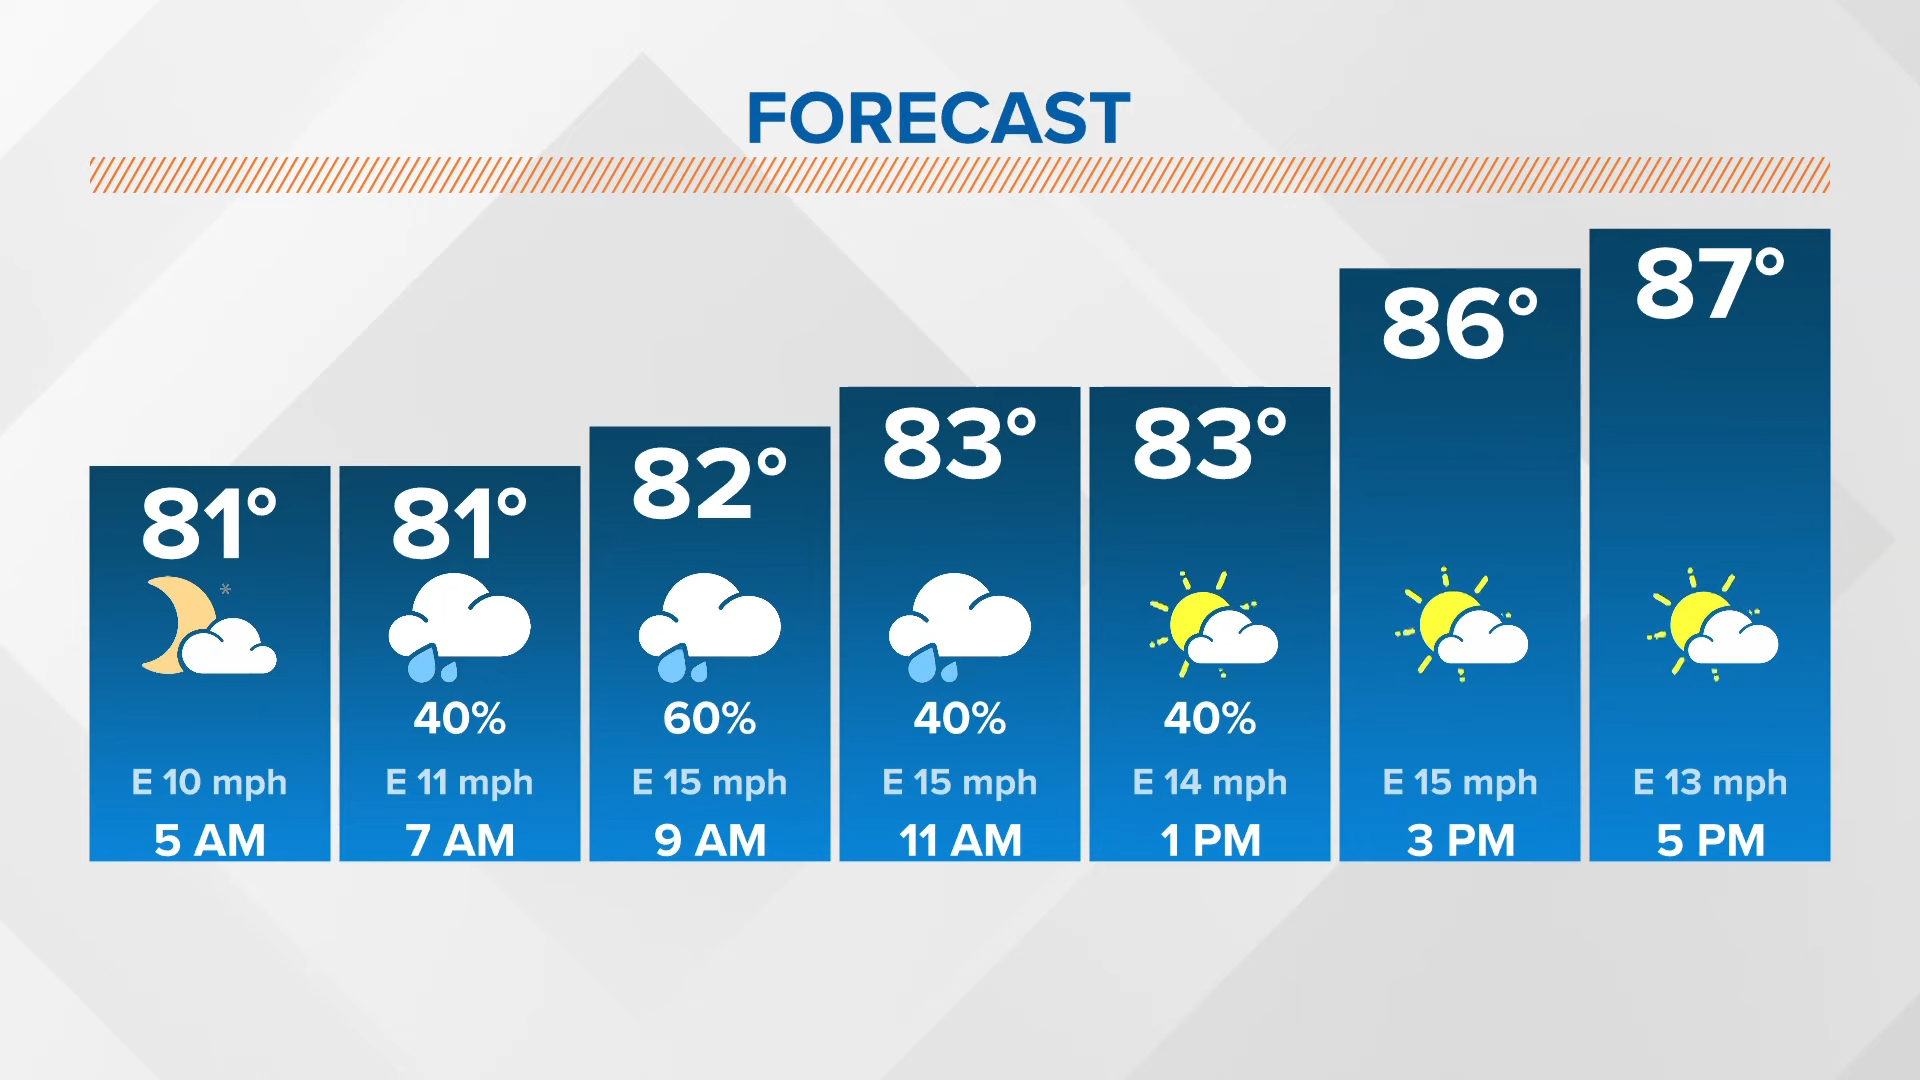 FORECAST
81° 81° 82° 83° 83° 86° 87°
40% 60% 40% 40%
E 10 mph E 11 mph E 15 mph E 15 mph E 14 mph E 15 mph E 13 mph
5 AM 7 AM 9 AM 11 AM 1 PM 3 PM 5 PM